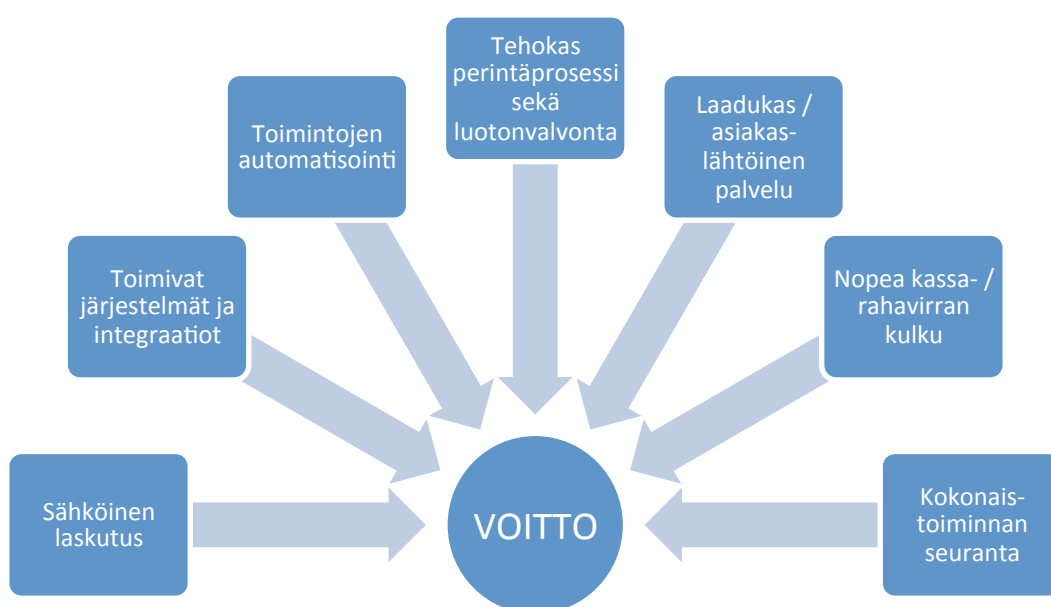 Tehokas
perintäprosessi
sekä
luotonvalvonta
Toimintojen
automatisointi
Laadukas /
asiakas-
lähtöinen
palvelu
Toimivat
järjestelmät ja
integraatiot
Nopea kassa- /
rahavirran
kulku
Sähköinen
laskutus
VOITTO
Kokonais-
toiminnan
seuranta